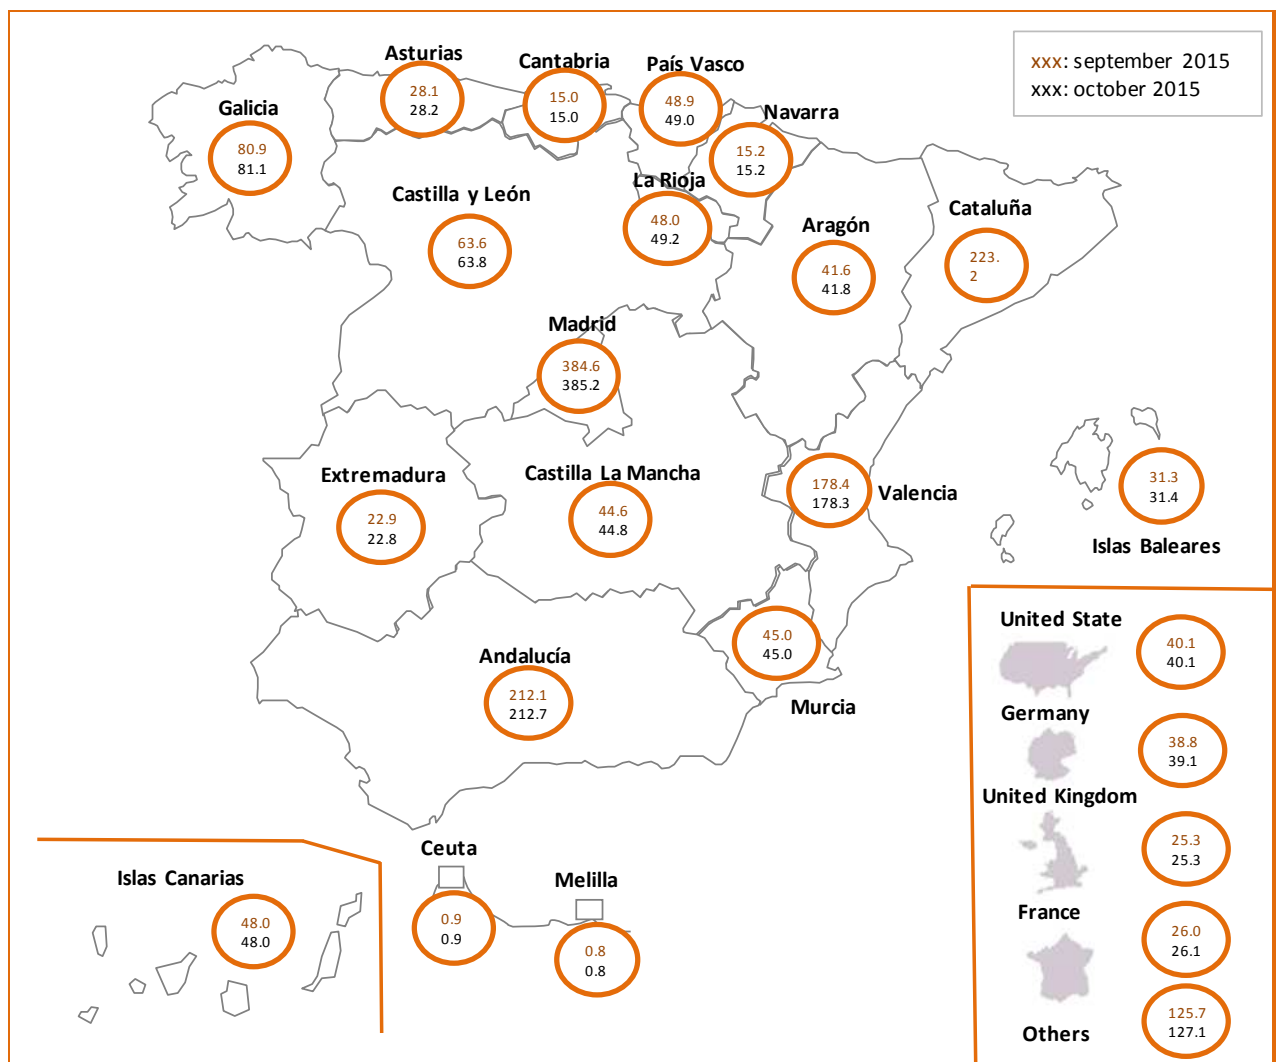 xxx: september 2015
xxx: october 2015
Asturias
28.1
28.2
Cantabria
15.0
15.0
País Vasco
48.9
49.0
Navarra
15.2
15.2
Galicia
80.9
81.1
Castilla y León
63.6
63.8
La Rioja
48.0
49.2
Aragón
41.6
41.8
Cataluña
223.
2
Madrid
384.6
385.2
Extremadura
22.9
22.8
Castilla La Mancha
44.6
44.8
178.4
178.3
Valencia
31.3
31.4
Islas Baleares
Andalucía
212.1
212.7
45.0
45.0
Murcia
United State
40.1
40.1
Germany
38.8
39.1
United Kingdom
25.3
25.3
France
26.0
26.1
Others
125.7
127.1
Islas Canarias
48.0
48.0
Ceuta
0.9
0.9
Melilla
0.8
0.8